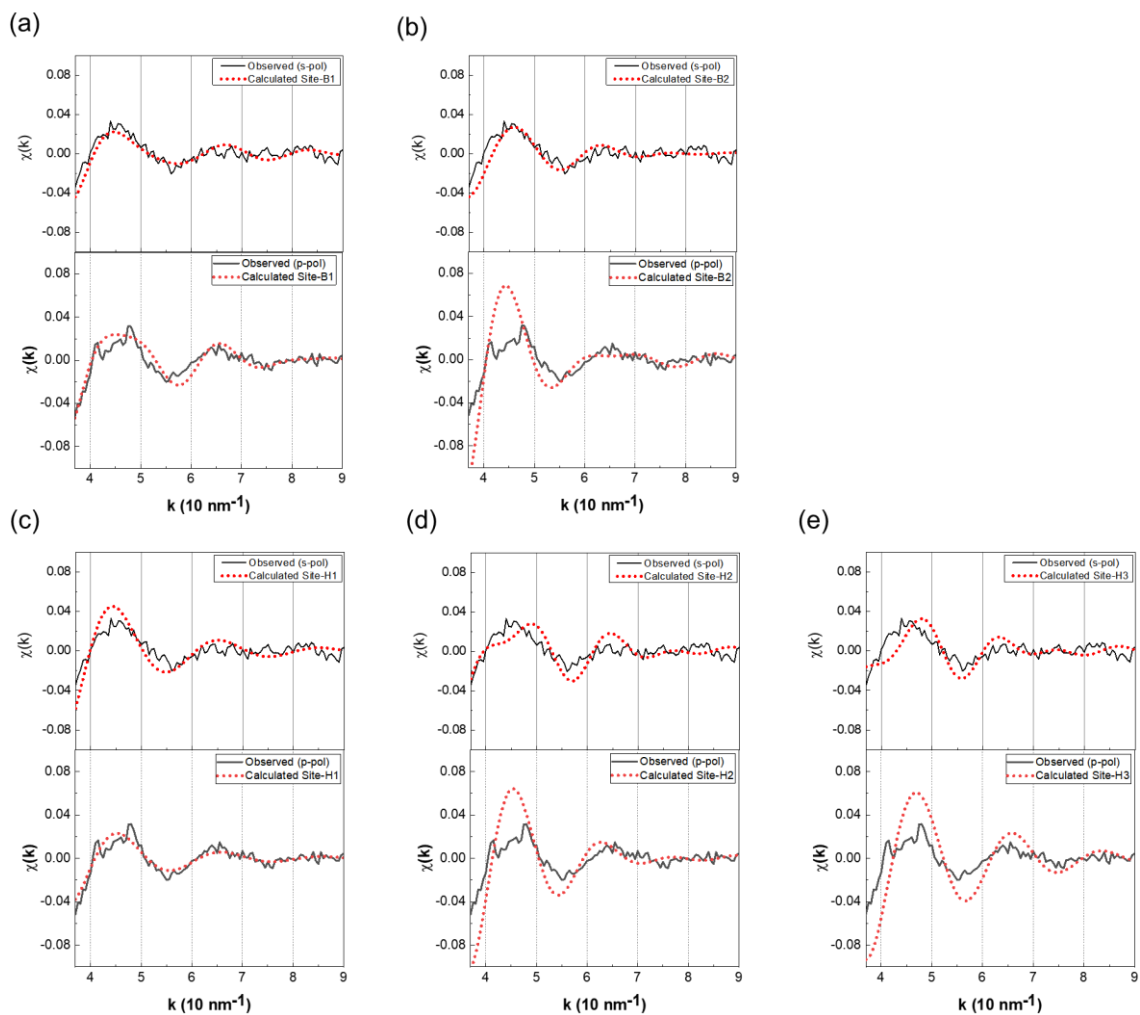 (a)
Observed (s-pol)
Calculated Site-B1
0.08
0.04
0.00
-0.04
-0.08
χ(k)
Observed (p-pol)
Calculated Site-B1
0.08
0.04
0.00
-0.04
-0.08
χ(k)
4 5 6 7 8 9
k (10 nm⁻¹)
(b)
Observed (s-pol)
Calculated Site-B2
0.08
0.04
0.00
-0.04
-0.08
χ(k)
Observed (p-pol)
Calculated Site-B2
0.08
0.04
0.00
-0.04
-0.08
χ(k)
4 5 6 7 8 9
k (10 nm⁻¹)
(c)
Observed (s-pol)
Calculated Site-H1
0.08
0.04
0.00
-0.04
-0.08
χ(k)
Observed (p-pol)
Calculated Site-H1
0.08
0.04
0.00
-0.04
-0.08
χ(k)
4 5 6 7 8 9
k (10 nm⁻¹)
(d)
Observed (s-pol)
Calculated Site-H2
0.08
0.04
0.00
-0.04
-0.08
χ(k)
Observed (p-pol)
Calculated Site-H2
0.08
0.04
0.00
-0.04
-0.08
χ(k)
4 5 6 7 8 9
k (10 nm⁻¹)
(e)
Observed (s-pol)
Calculated Site-H3
0.08
0.04
0.00
-0.04
-0.08
χ(k)
Observed (p-pol)
Calculated Site-H3
0.08
0.04
0.00
-0.04
-0.08
χ(k)
4 5 6 7 8 9
k (10 nm⁻¹)